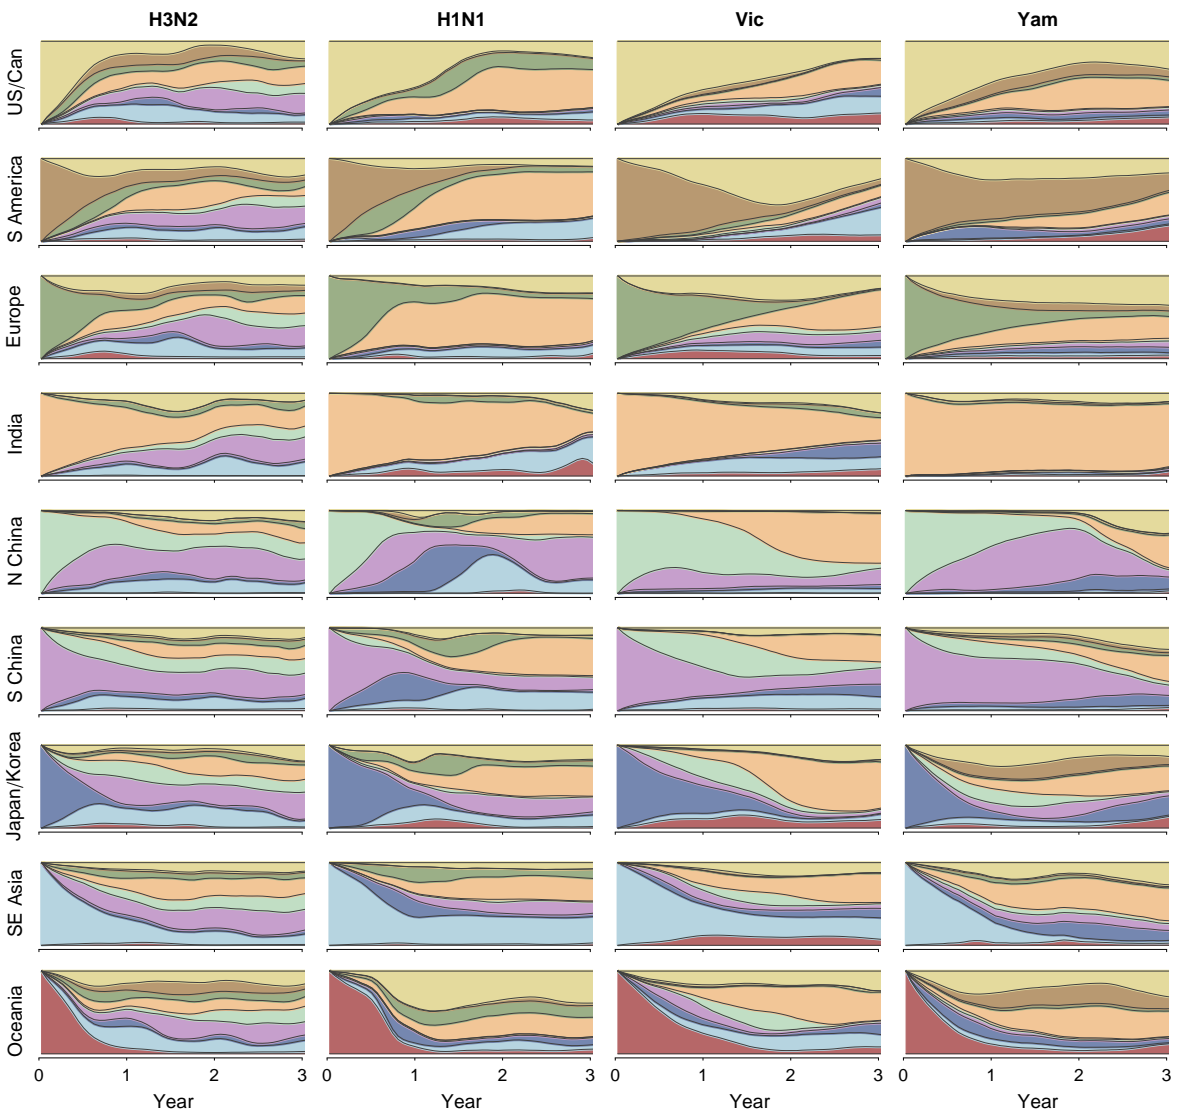 H3N2 H1N1 Vic Yam
US/Can
S America
Europe
India
N China
S China
Japan/Korea
SE Asia
Oceania
0 1 2 3 0 1 2 3 0 1 2 3 0 1 2 3
Year Year Year Year